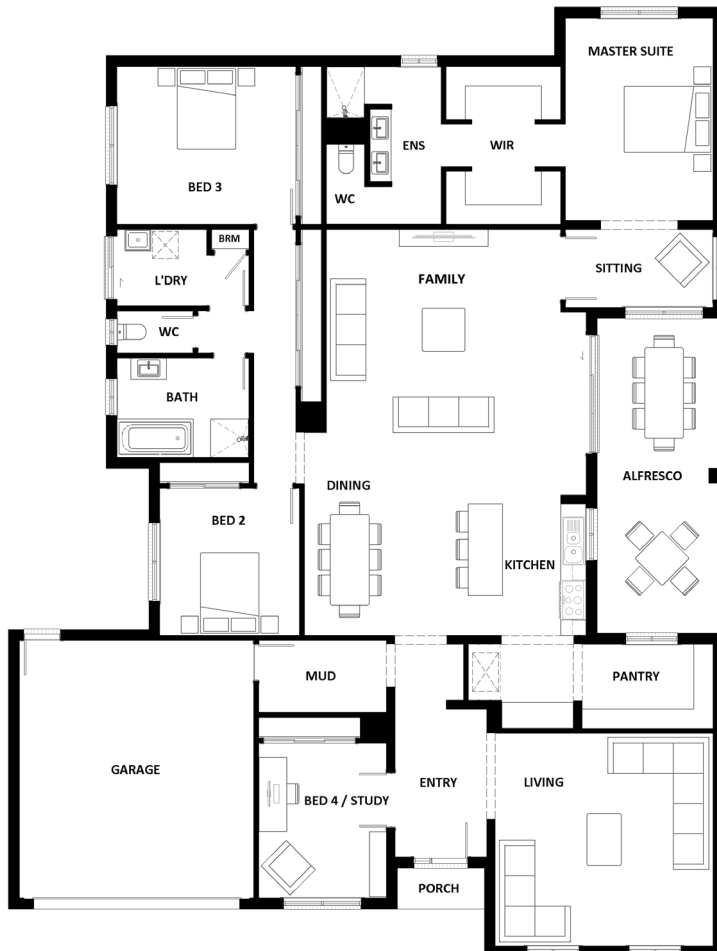 MASTER SUITE
ENS
WIR
BED 3
WC
BRM
SITTING
L'DRY
FAMILY
WC
BATH
ALFRESCO
DINING
BED 2
KITCHEN
MUD
PANTRY
GARAGE
BED 4 / STUDY
ENTRY
LIVING
PORCH